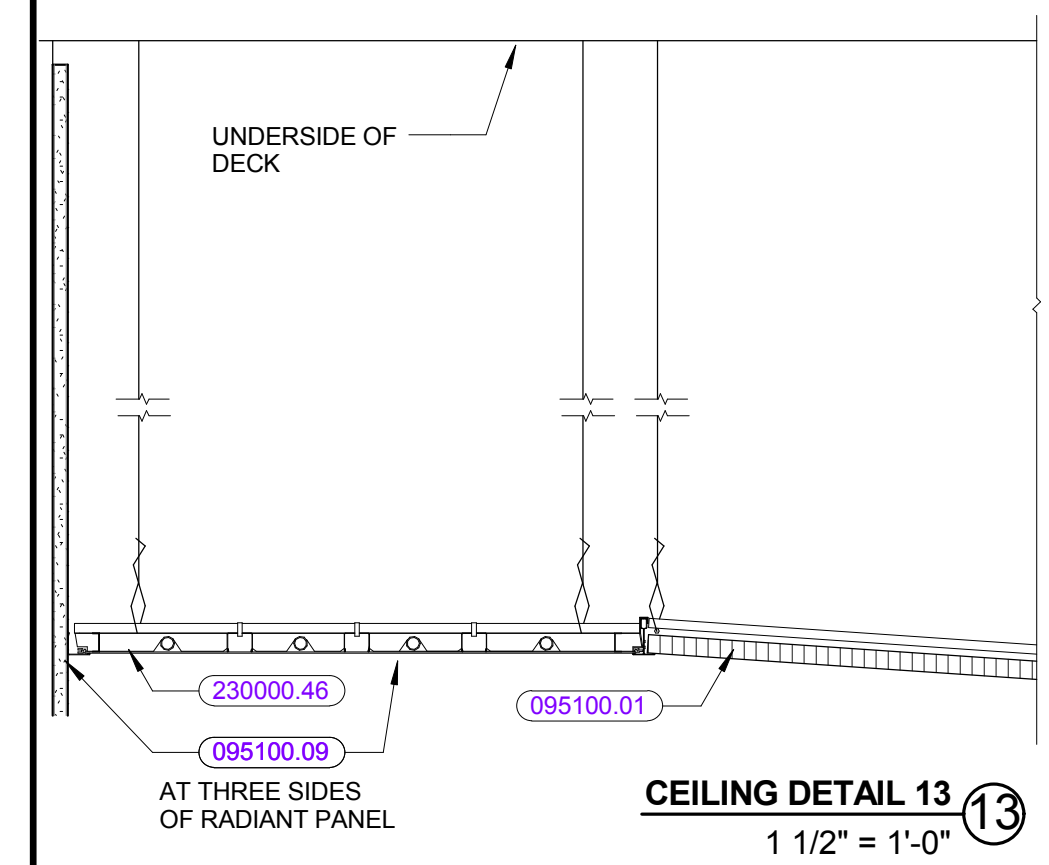 UNDERSIDE OF
DECK
230000.46
095100.01
095100.09
AT THREE SIDES
OF RADIANT PANEL
CEILING DETAIL 13
13
1 1/2" = 1'-0"